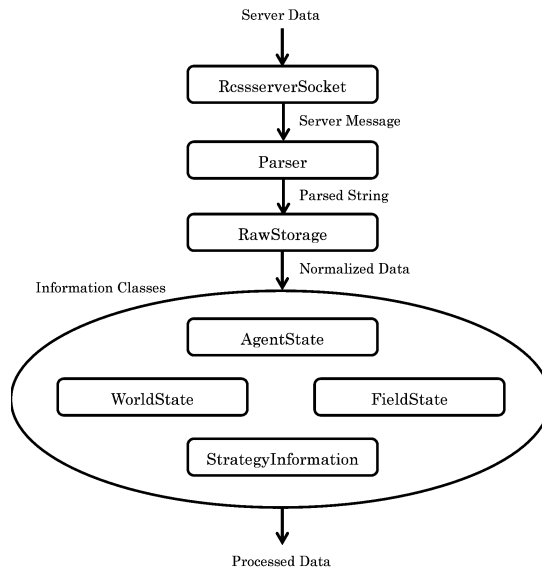 Server Data
RcssserverSocket
Server Message
Parser
Parsed String
RawStorage
Normalized Data
Information Classes
AgentState
WorldState
FieldState
StrategyInformation
Processed Data